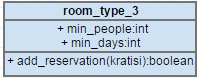 room_type_3
+ min_people:int
+ min_days:int
+ add_reservation(kratisi):boolean